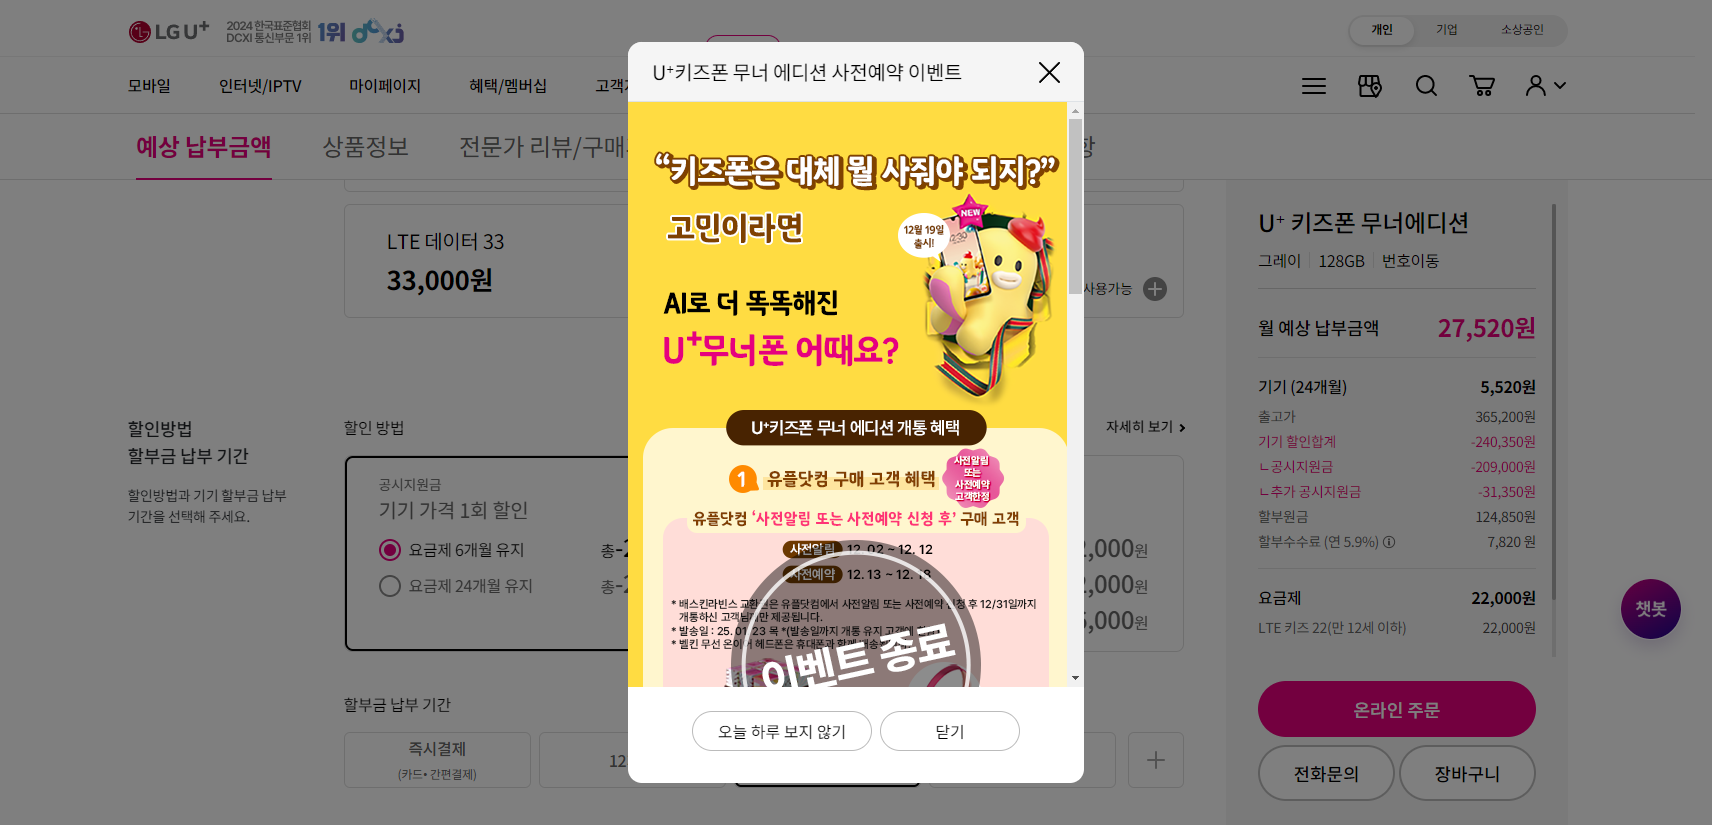 LG U+
2024 한국표준협회
DCXI 통신부문 1위
1위
dcxi
개인
기업
소상공인
모바일
인터넷/IPTV
마이페이지
혜택/멤버십
고객
예상 납부금액
상품정보
전문가 리뷰/구매
U+키즈폰 무너 에디션 사전예약 이벤트
“키즈폰은 대체 뭘 사줘야 되지?”
고민이라면
NEW
12월 19일
출시!
AI로 더 똑똑해진
U+무너폰 어때요?
U+키즈폰 무너 에디션 개통 혜택
1 유플닷컴 구매 고객 혜택
사전알림
또는
사전예약
고객한정
유플닷컴 ‘사전알림 또는 사전예약 신청 후’ 구매 고객
사전알림 12. 02 ~ 12. 12
사전예약 12. 13 ~ 12. 18
* 배스킨라빈스 교환권은 유플닷컴에서 사전알림 또는 사전예약 신청 후 12/31일까지
개통하신 고객님께만 제공됩니다.
* 발송일 : 25. 01. 23 목 *(발송일까지 개통 유지 고객에 한함)
* 벨킨 무선 온이어 헤드폰은 휴대폰과 함께 배송
이벤트 종료
오늘 하루 보지 않기
닫기
LTE 데이터 33
33,000원
사용가능
할인방법
할부금 납부 기간
할인방법과 기기 할부금 납부
기간을 선택해 주세요.
할인 방법
자세히 보기
공시지원금
기기 가격 1회 할인
요금제 6개월 유지
총-2
요금제 24개월 유지
총-2
2,000원
2,000원
5,000원
할부금 납부 기간
즉시결제
(카드• 간편결제)
12
U+ 키즈폰 무너에디션
그레이 128GB 번호이동
월 예상 납부금액 27,520원
기기 (24개월) 5,520원
출고가 365,200원
기기 할인합계 -240,350원
ㄴ공시지원금 -209,000원
ㄴ추가 공시지원금 -31,350원
할부원금 124,850원
할부수수료 (연 5.9%) 7,820 원
요금제 22,000원
LTE 키즈 22(만 12세 이하) 22,000원
온라인 주문
전화문의
장바구니
챗봇